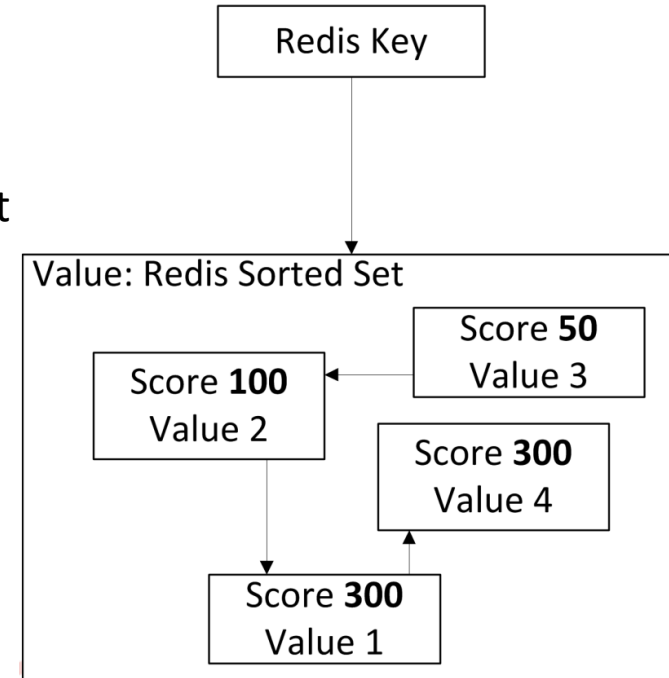 Redis Key
t
Value: Redis Sorted Set
Score 50
Value 3
Score 100
Value 2
Score 300
Value 4
Score 300
Value 1